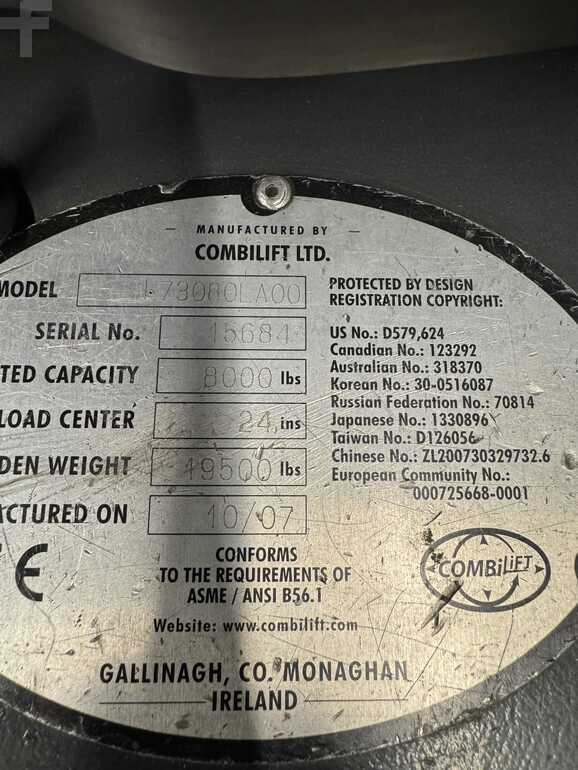 MANUFACTURED BY
COMBILIFT LTD.
MODEL
SERIAL No. 15684
TED CAPACITY 8000 lbs
LOAD CENTER 24 ins
DEN WEIGHT 19500 lbs
ACTURED ON 10/07
PROTECTED BY DESIGN
REGISTRATION COPYRIGHT:
US No.: D579,624
Canadian No.: 123292
Australian No.: 318370
Korean No.: 30-0516087
Russian Federation No.: 70814
Japanese No.: 1330896
Taiwan No.: D126056
Chinese No.: ZL200730329732.6
European Community No.:
000725668-0001
CE
CONFORMS
TO THE REQUIREMENTS OF
ASME / ANSI B56.1
Website: www.combilift.com
COMBiLiFT
GALLINAGH, CO. MONAGHAN
IRELAND